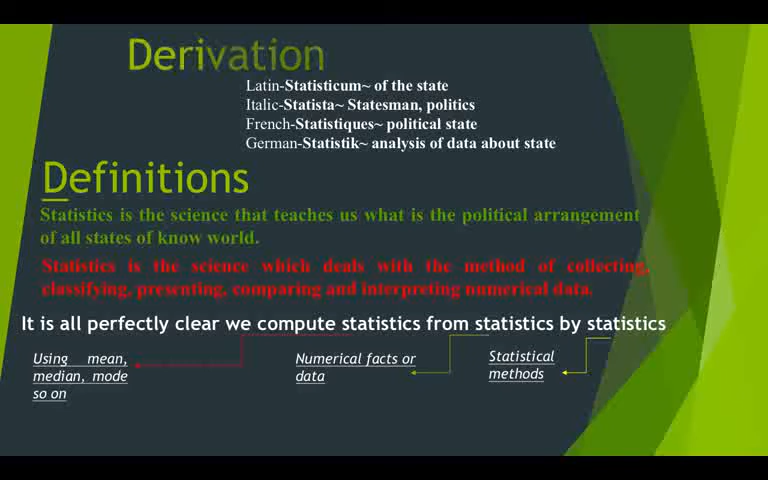 Derivation
Latin-Statisticum~ of the state
Italic-Statista~ Statesman, politics
French-Statistiques~ political state
German-Statistik~ analysis of data about state
Definitions
Statistics is the science that teaches us what is the political arrangement
of all states of know world.
Statistics is the science which deals with the method of collecting,
classifying, presenting, comparing and interpreting numerical data.
It is all perfectly clear we compute statistics from statistics by statistics
Using mean,
median, mode
so on
Numerical facts or
data
Statistical
methods